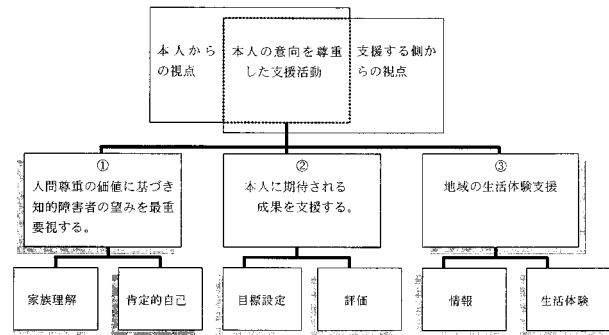 本人から
の視点
本人の意向を尊重
した支援活動
支援する側か
らの視点
①
人間尊重の価値に基づき
知的障害者の望みを最重
要視する。
②
本人に期待される
成果を支援する。
③
地域の生活体験支援
家族理解
肯定的自己
目標設定
評価
情報
生活体験